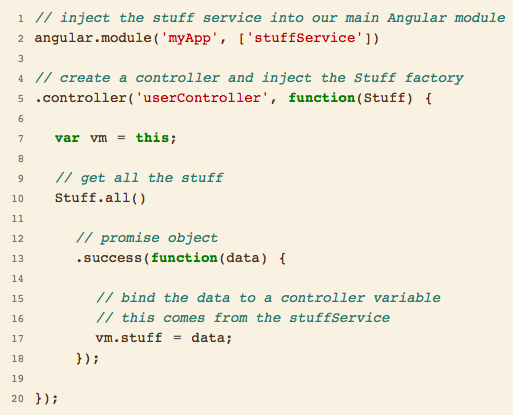 1 // inject the stuff service into our main Angular module
2 angular.module('myApp', ['stuffService'])
3
4 // create a controller and inject the Stuff factory
5 .controller('userController', function(Stuff) {
6
7 var vm = this;
8
9 // get all the stuff
10 Stuff.all()
11
12 // promise object
13 .success(function(data) {
14
15 // bind the data to a controller variable
16 // this comes from the stuffService
17 vm.stuff = data;
18 });
19
20 });